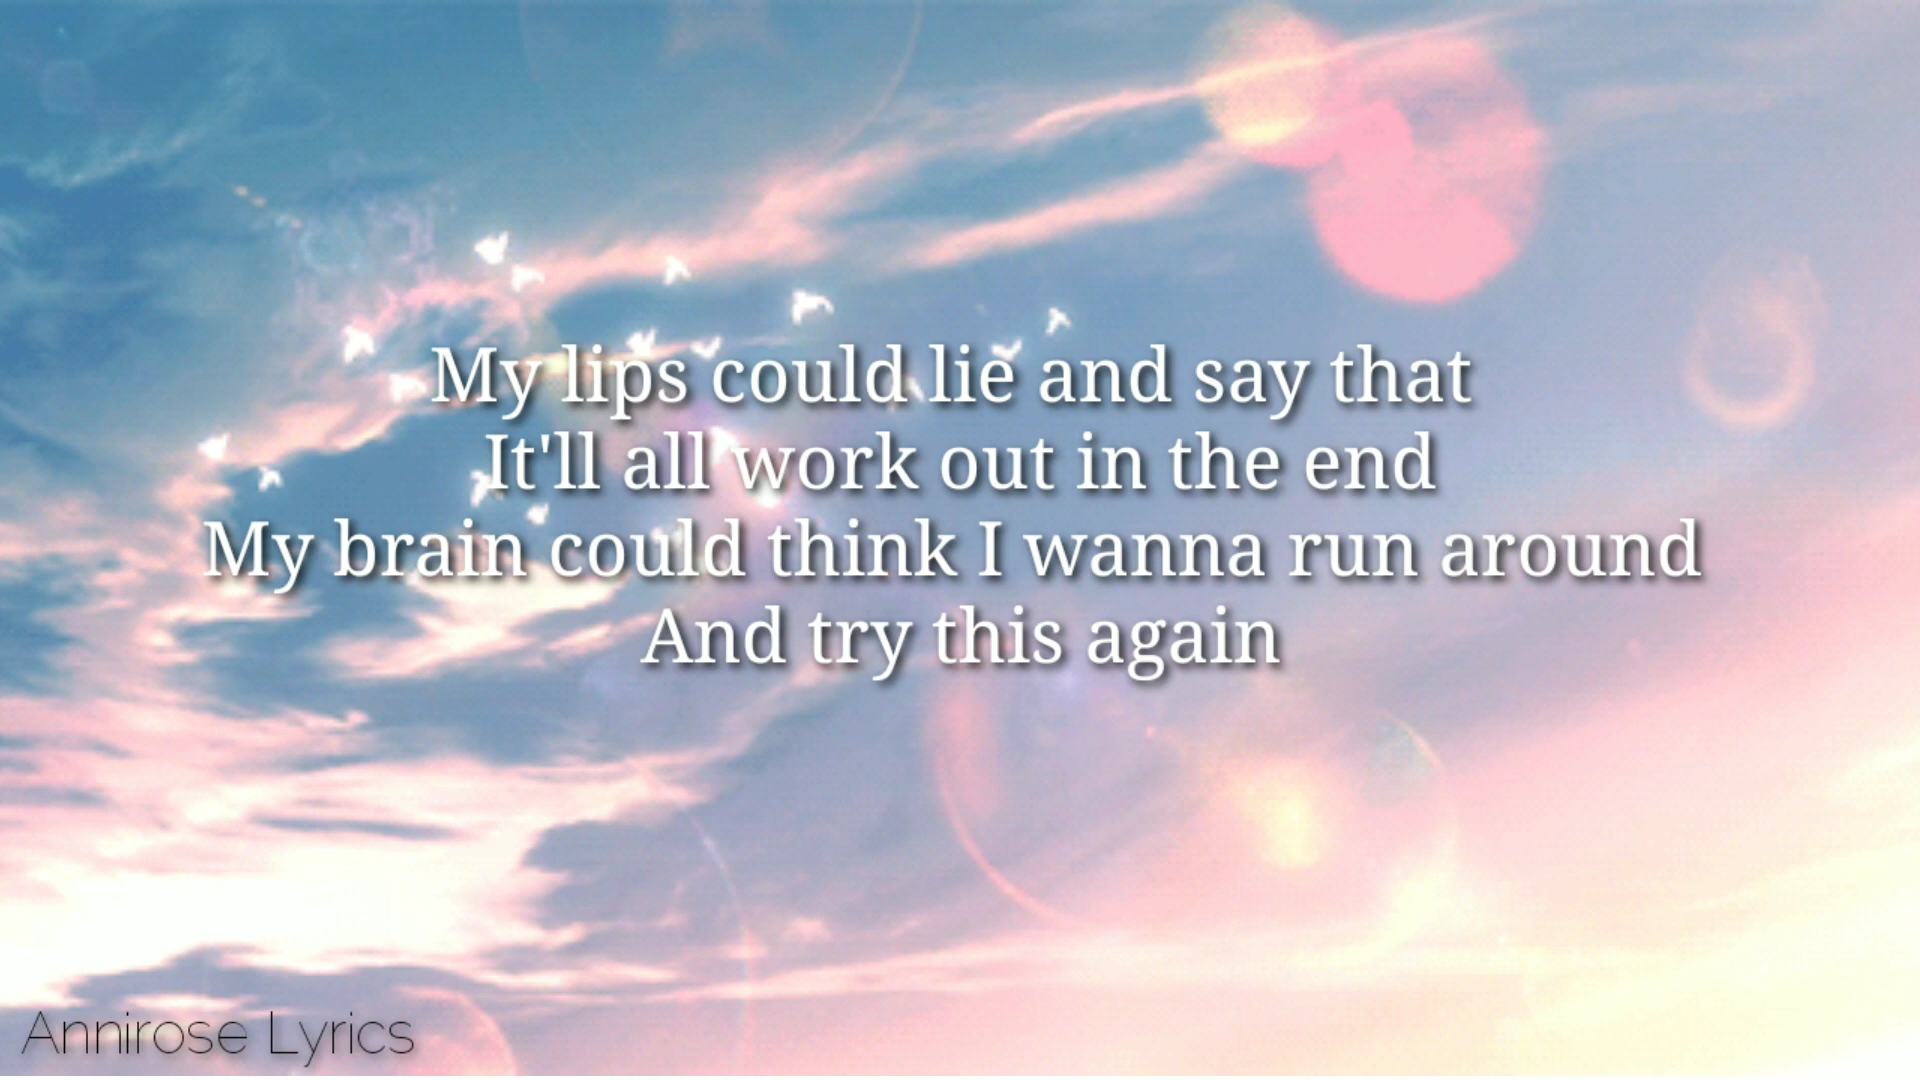 My lips could lie and say that
It'll all work out in the end
My brain could think I wanna run around
And try this again
Annirose Lyrics